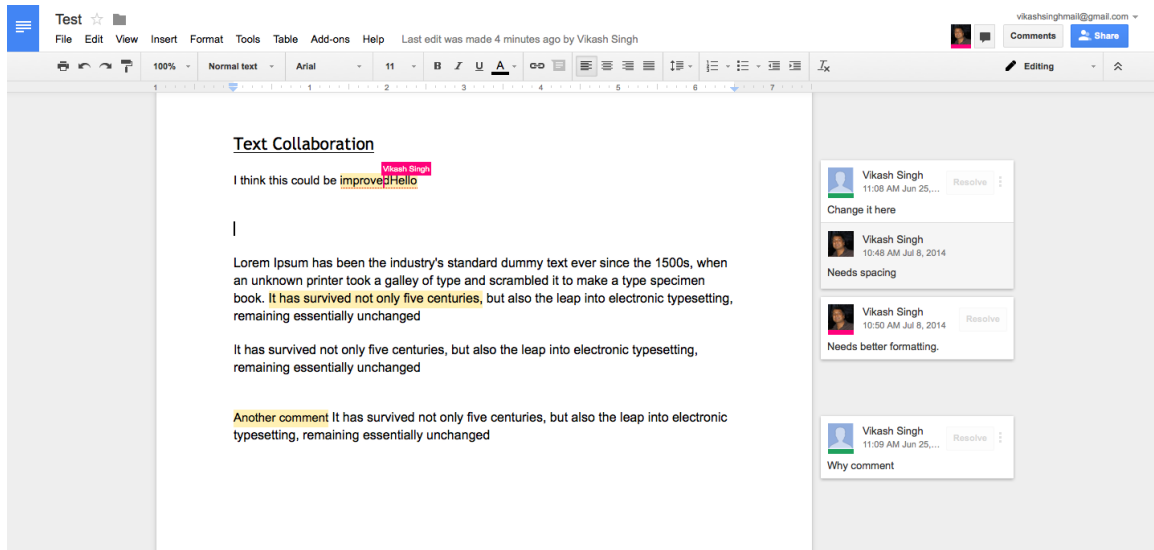 Test
vikashsinghmail@gmail.com
File Edit View Insert Format Tools Table Add-ons Help Last edit was made 4 minutes ago by Vikash Singh
Comments
Share
100% Normal text Arial 11 B I U A Editing
1 1 2 3 4 5 6 7
Text Collaboration
Vikash Singh
I think this could be improvedHello
Lorem Ipsum has been the industry's standard dummy text ever since the 1500s, when
an unknown printer took a galley of type and scrambled it to make a type specimen
book. It has survived not only five centuries, but also the leap into electronic typesetting,
remaining essentially unchanged
It has survived not only five centuries, but also the leap into electronic typesetting,
remaining essentially unchanged
Another comment It has survived not only five centuries, but also the leap into electronic
typesetting, remaining essentially unchanged
Vikash Singh
11:08 AM Jun 25,...
Resolve
Change it here
Vikash Singh
10:48 AM Jul 8, 2014
Needs spacing
Vikash Singh
10:50 AM Jul 8, 2014
Resolve
Needs better formatting.
Vikash Singh
11:09 AM Jun 25,...
Resolve
Why comment